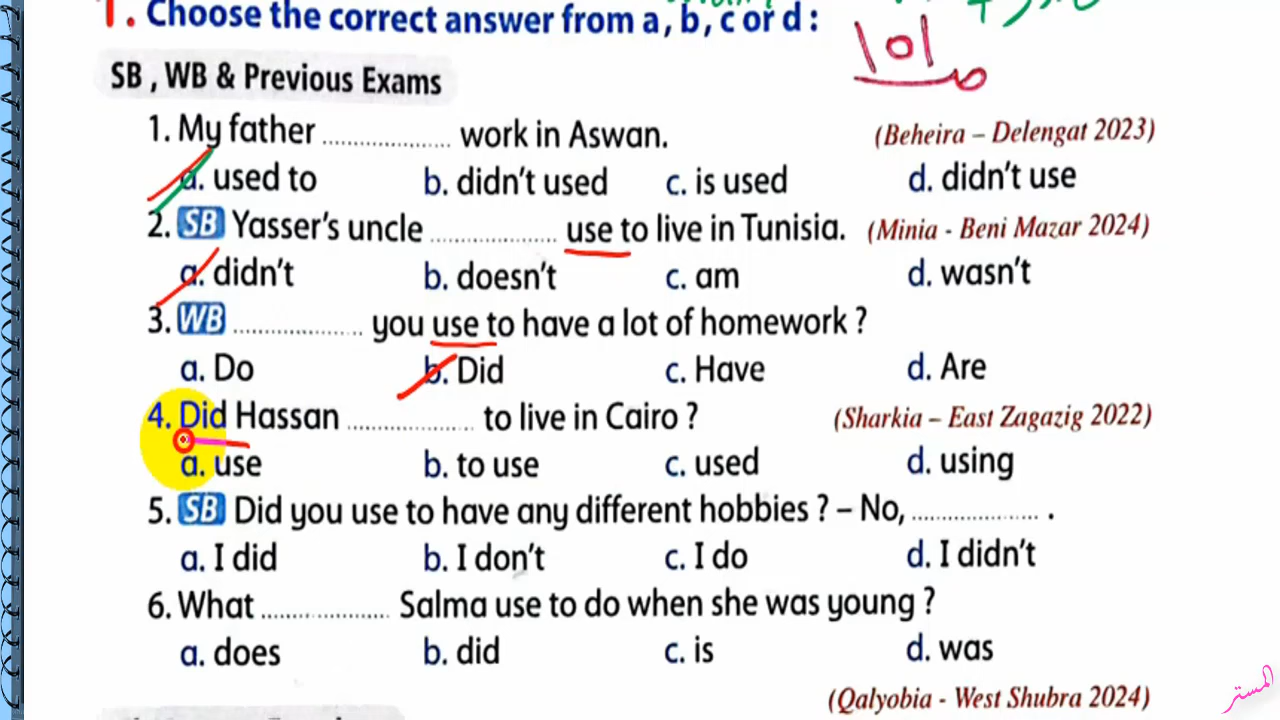 1. Choose the correct answer from a, b, c or d :
١٥١
SB , WB & Previous Exams
1. My father .................... work in Aswan. (Beheira – Delengat 2023)
a. used to b. didn't used c. is used d. didn't use
2. SB Yasser's uncle .................... use to live in Tunisia. (Minia - Beni Mazar 2024)
a. didn't b. doesn't c. am d. wasn't
3. WB .................... you use to have a lot of homework ?
a. Do b. Did c. Have d. Are
4. Did Hassan .................... to live in Cairo ? (Sharkia – East Zagazig 2022)
a. use b. to use c. used d. using
5. SB Did you use to have any different hobbies ? – No, .................... .
a. I did b. I don't c. I do d. I didn't
6. What .................... Salma use to do when she was young ?
a. does b. did c. is d. was
(Qalyobia - West Shubra 2024)
المستر